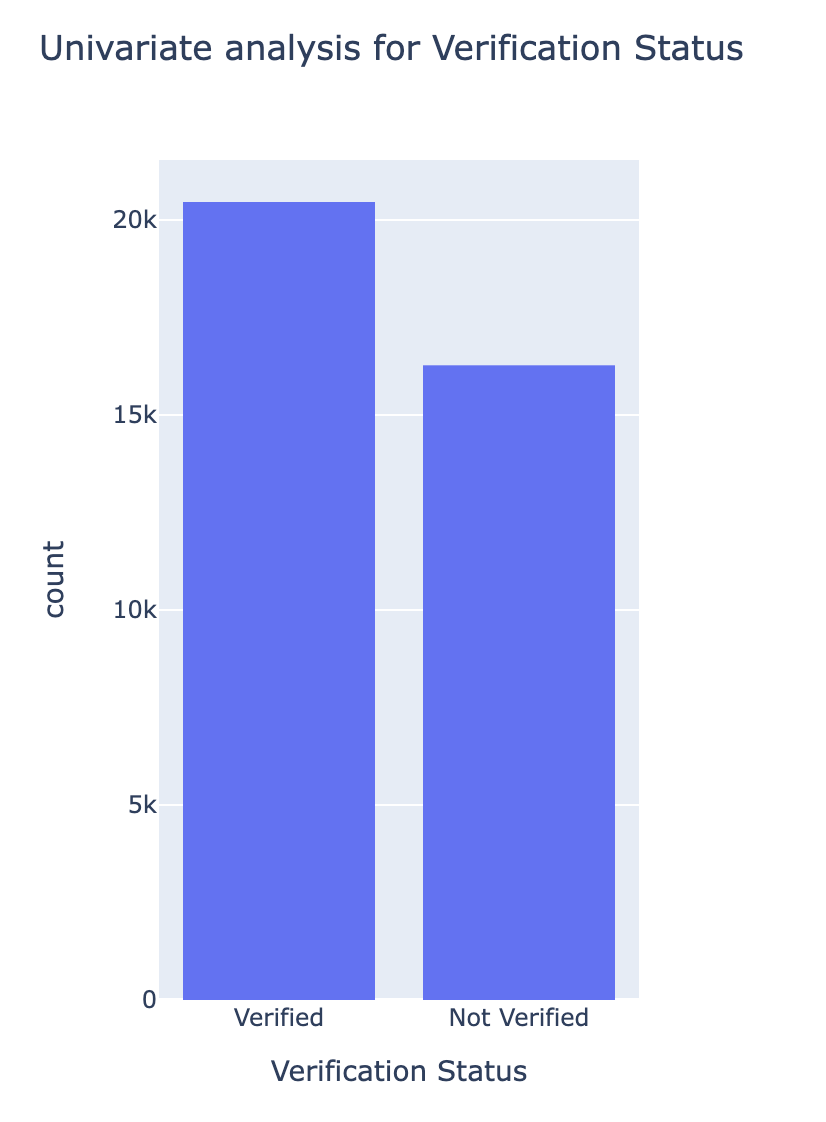 Univariate analysis for Verification Status
20k
15k
10k
5k
0
count
Verified
Not Verified
Verification Status